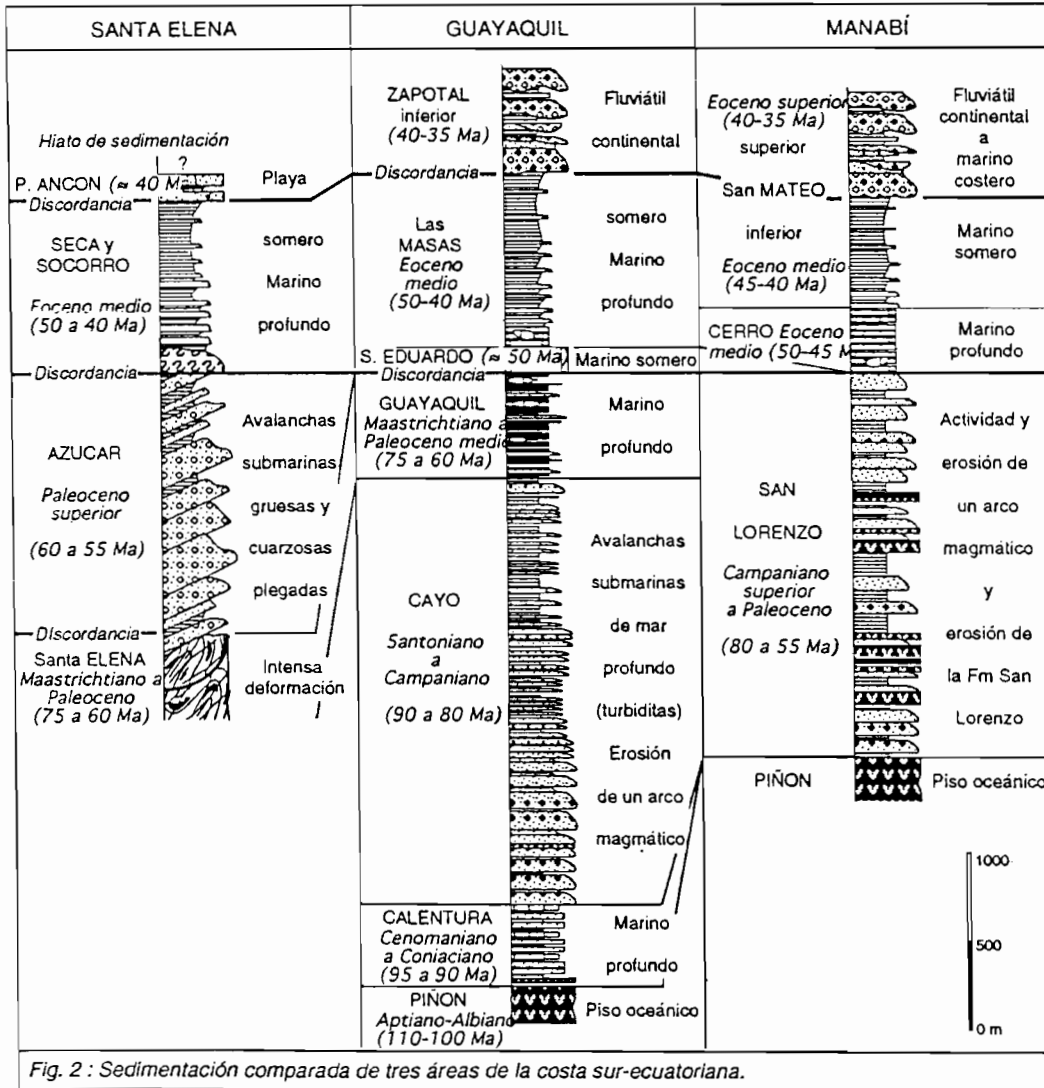 SANTA ELENA
GUAYAQUIL
MANABÍ
Hiato de sedimentación
?
P. ANCON (≈ 40 M
Playa
Discordancia
SECA y
SOCORRO
Eoceno medio
(50 a 40 Ma)
somero
Marino
profundo
Discordancia
AZUCAR
Paleoceno
superior
(60 a 55 Ma)
Avalanchas
submarinas
gruesas y
cuarzosas
plegadas
Discordancia
Santa ELENA
Maastrichtiano a
Paleoceno
(75 a 60 Ma)
Intensa
deformación
ZAPOTAL
inferior
(40-35 Ma)
Fluviátil
continental
Discordancia
Las
MASAS
Eoceno
medio
(50-40 Ma)
somero
Marino
profundo
S. EDUARDO (≈ 50 Ma)
Marino somero
Discordancia
GUAYAQUIL
Maastrichtiano a
Paleoceno medio
(75 a 60 Ma)
Marino
profundo
CAYO
Santoniano
a
Campaniano
(90 a 80 Ma)
Avalanchas
submarinas
de mar
profundo
(turbiditas)
Erosión
de un arco
magmático
CALENTURA
Cenomaniano
a Coniaciano
(95 a 90 Ma)
Marino
profundo
PIÑON
Aptiano-Albiano
(110-100 Ma)
Piso oceánico
Eoceno superior
(40-35 Ma)
superior
Fluviátil
continental
a
marino
costero
San MATEO
inferior
Eoceno medio
(45-40 Ma)
Marino
somero
CERRO Eoceno
medio (50-45 M
Marino
profundo
SAN
LORENZO
Campaniano
superior
a Paleoceno
(80 a 55 Ma)
Actividad y
erosión de
un arco
magmático
y
erosión de
la Fm San
Lorenzo
PIÑON
Piso oceánico
1000
500
0 m
Fig. 2 : Sedimentación comparada de tres áreas de la costa sur-ecuatoriana.